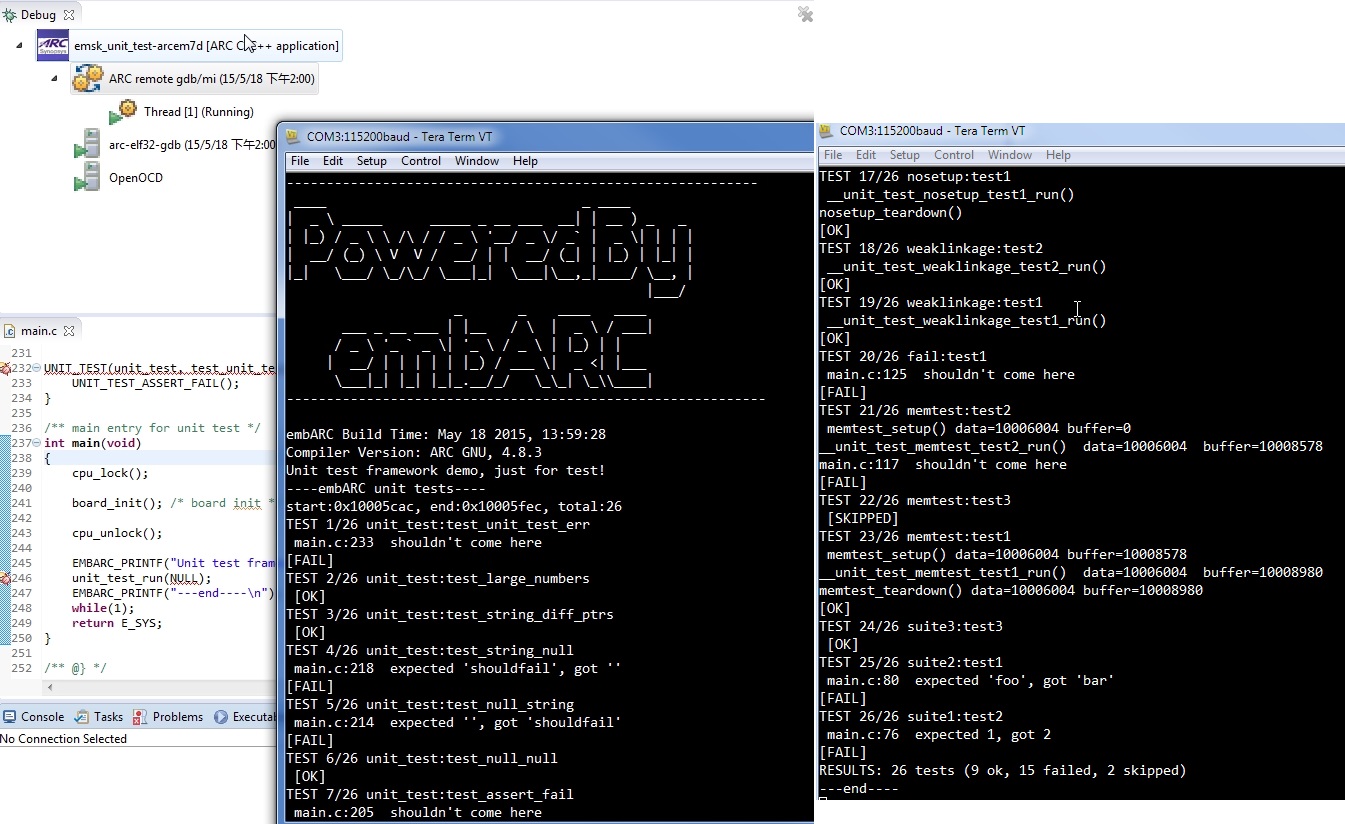 Debug
ARC
Synopsys
emsk_unit_test-arcem7d [ARC C/C++ application]
ARC remote gdb/mi (15/5/18 下午2:00)
Thread [1] (Running)
arc-elf32-gdb (15/5/18 下午2:00
OpenOCD
main.c
231
232 UNIT_TEST(unit_test, test_unit_te
233 UNIT_TEST_ASSERT_FAIL();
234 }
235
236 /** main entry for unit test */
237 int main(void)
238 {
239 cpu_lock();
240
241 board_init(); /* board init *
242
243 cpu_unlock();
244
245 EMBARC_PRINTF("Unit test fram
246 unit_test_run(NULL);
247 EMBARC_PRINTF("---end----\n")
248 while(1);
249 return E_SYS;
250 }
251
252 /** @} */
Console Tasks Problems Executab
No Connection Selected
COM3:115200baud - Tera Term VT
File Edit Setup Control Window Help
PoweredBy
embARC
embARC Build Time: May 18 2015, 13:59:28
Compiler Version: ARC GNU, 4.8.3
Unit test framework demo, just for test!
----embARC unit tests----
start:0x10005cac, end:0x10005fec, total:26
TEST 1/26 unit_test:test_unit_test_err
main.c:233 shouldn't come here
[FAIL]
TEST 2/26 unit_test:test_large_numbers
[OK]
TEST 3/26 unit_test:test_string_diff_ptrs
[OK]
TEST 4/26 unit_test:test_string_null
main.c:218 expected 'shouldfail', got ''
[FAIL]
TEST 5/26 unit_test:test_null_string
main.c:214 expected '', got 'shouldfail'
[FAIL]
TEST 6/26 unit_test:test_null_null
[OK]
TEST 7/26 unit_test:test_assert_fail
main.c:205 shouldn't come here
COM3:115200baud - Tera Term VT
File Edit Setup Control Window Help
TEST 17/26 nosetup:test1
__unit_test_nosetup_test1_run()
nosetup_teardown()
[OK]
TEST 18/26 weaklinkage:test2
__unit_test_weaklinkage_test2_run()
[OK]
TEST 19/26 weaklinkage:test1
__unit_test_weaklinkage_test1_run()
[OK]
TEST 20/26 fail:test1
main.c:125 shouldn't come here
[FAIL]
TEST 21/26 memtest:test2
memtest_setup() data=10006004 buffer=0
__unit_test_memtest_test2_run() data=10006004 buffer=10008578
main.c:117 shouldn't come here
[FAIL]
TEST 22/26 memtest:test3
[SKIPPED]
TEST 23/26 memtest:test1
memtest_setup() data=10006004 buffer=10008578
__unit_test_memtest_test1_run() data=10006004 buffer=10008980
memtest_teardown() data=10006004 buffer=10008980
[OK]
TEST 24/26 suite3:test3
[OK]
TEST 25/26 suite2:test1
main.c:80 expected 'foo', got 'bar'
[FAIL]
TEST 26/26 suite1:test2
main.c:76 expected 1, got 2
[FAIL]
RESULTS: 26 tests (9 ok, 15 failed, 2 skipped)
---end----